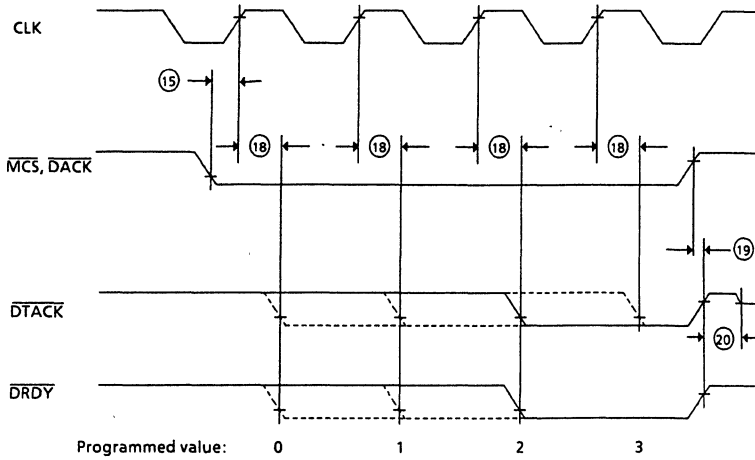 CLK
15
18 18 18 18
MCS, DACK
19
DTACK
20
DRDY
Programmed value: 0 1 2 3